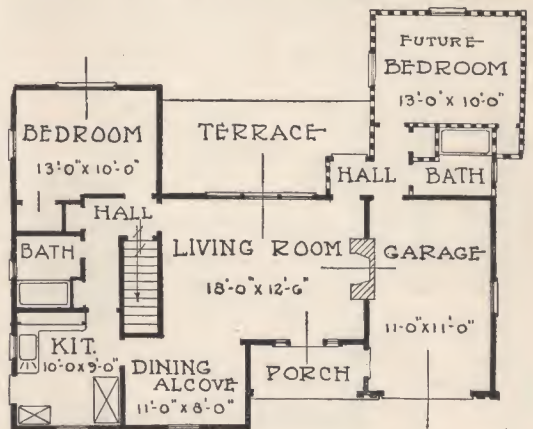 FUTURE
BEDROOM
13'-0" X 10'-0"
BEDROOM
13'-0" X 10'-0"
TERRACE
HALL
BATH
HALL
BATH
LIVING ROOM
18'-0" X 12'-6"
GARAGE
11'-0" X 11'-0"
KIT.
10'-0 X 9'-0"
DINING
ALCOVE
11'-0" X 8'-0"
PORCH